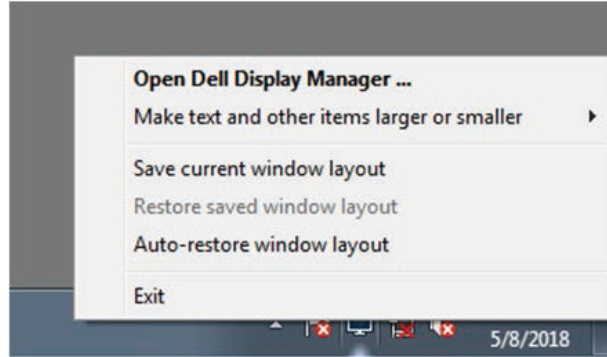 Open Dell Display Manager ...
Make text and other items larger or smaller
Save current window layout
Restore saved window layout
Auto-restore window layout
Exit
5/8/2018